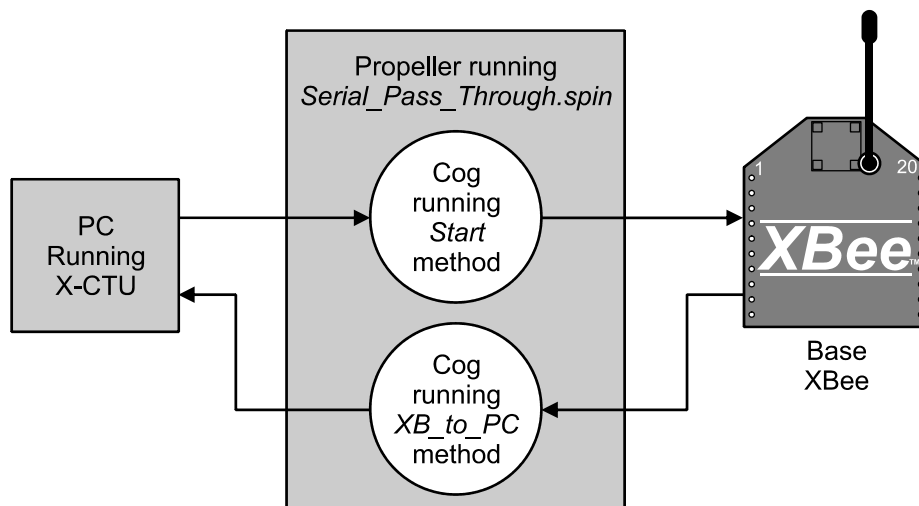 Propeller running
Serial_Pass_Through.spin
PC
Running
X-CTU
Cog
running
Start
method
Cog
running
XB_to_PC
method
1
20
XBee™
Base
XBee